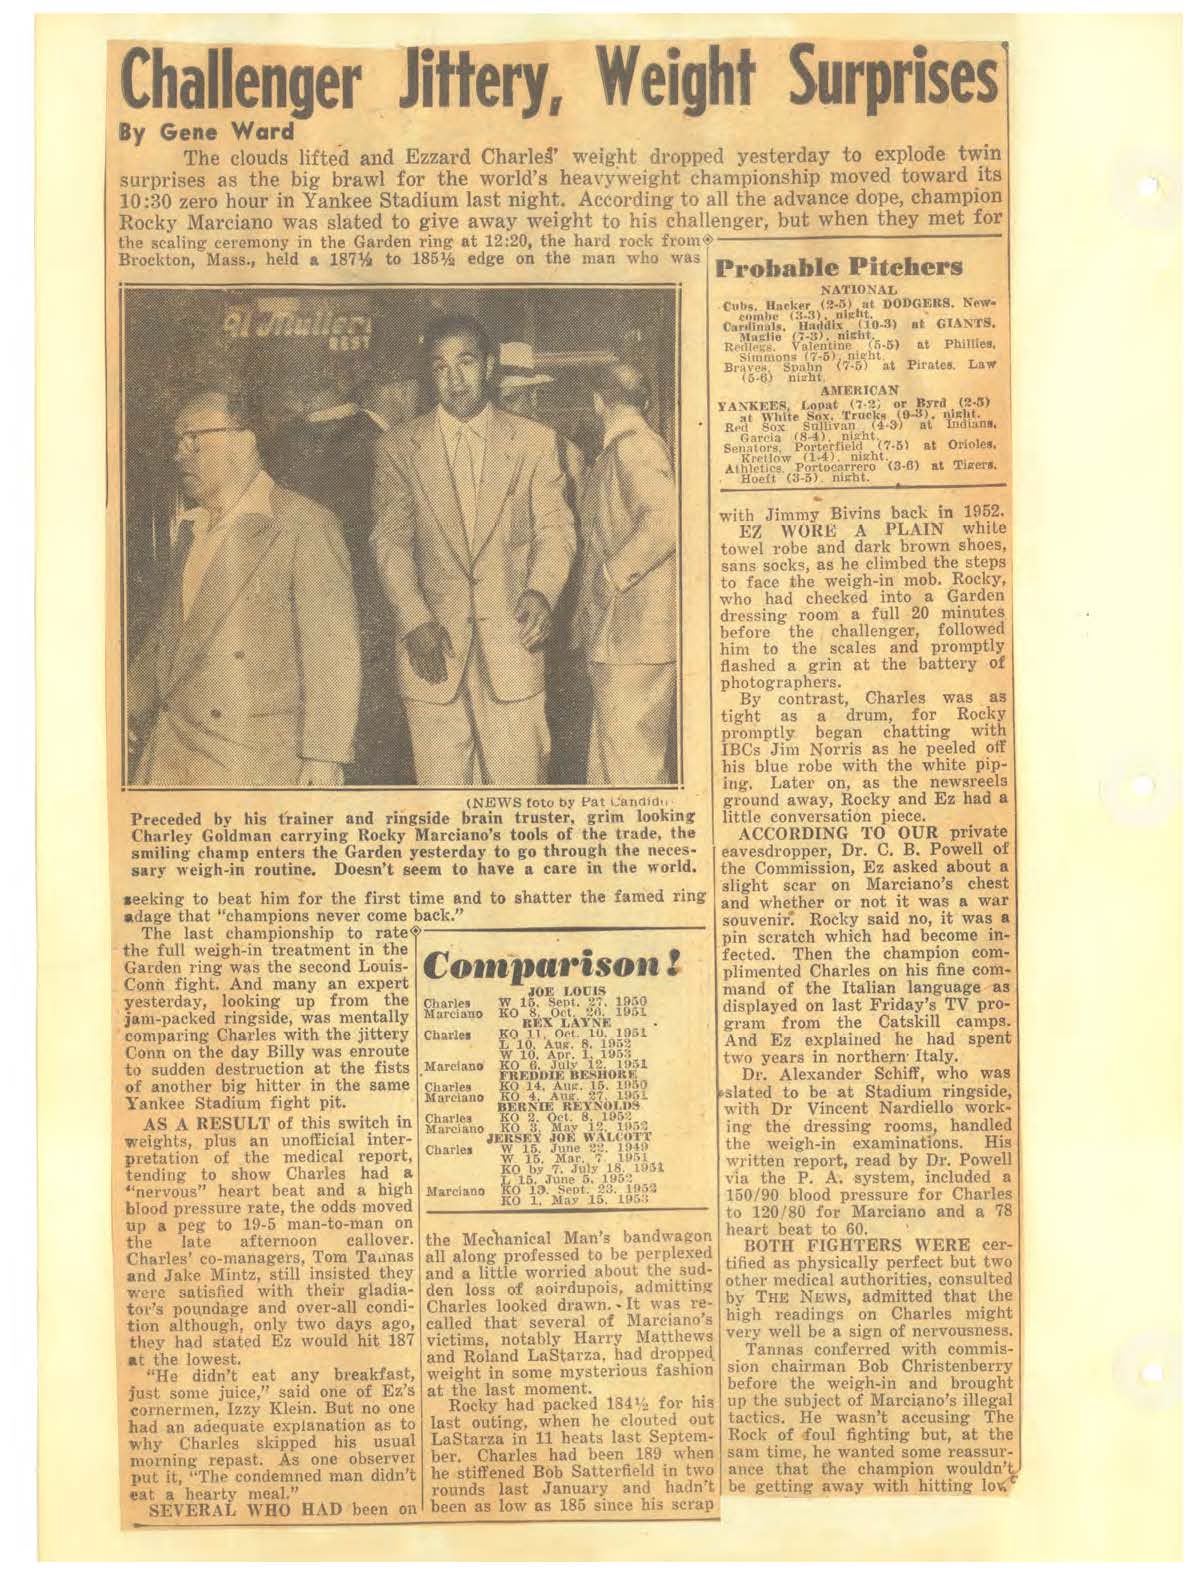 Challenger Jittery, Weight Surprises
By Gene Ward
The clouds lifted and Ezzard Charles' weight dropped yesterday to explode twin
surprises as the big brawl for the world's heavyweight championship moved toward its
10:30 zero hour in Yankee Stadium last night. According to all the advance dope, champion
Rocky Marciano was slated to give away weight to his challenger, but when they met for
the scaling ceremony in the Garden ring at 12:20, the hard rock from
Brockton, Mass., held a 187½ to 185½ edge on the man who was
Al Muller's
REST
(NEWS foto by Pat Candido
Preceded by his trainer and ringside brain truster, grim looking
Charley Goldman carrying Rocky Marciano's tools of the trade, the
smiling champ enters the Garden yesterday to go through the neces-
sary weigh-in routine. Doesn't seem to have a care in the world.
seeking to beat him for the first time and to shatter the famed ring
adage that "champions never come back."
The last championship to rate
the full weigh-in treatment in the
Garden ring was the second Louis-
Conn fight. And many an expert
yesterday, looking up from the
jam-packed ringside, was mentally
comparing Charles with the jittery
Conn on the day Billy was enroute
to sudden destruction at the fists
of another big hitter in the same
Yankee Stadium fight pit.
AS A RESULT of this switch in
weights, plus an unofficial inter-
pretation of the medical report,
tending to show Charles had a
"nervous" heart beat and a high
blood pressure rate, the odds moved
up a peg to 19-5 man-to-man on
the late afternoon callover.
Charles' co-managers, Tom Tannas
and Jake Mintz, still insisted they
were satisfied with their gladia-
tor's poundage and over-all condi-
tion although, only two days ago,
they had stated Ez would hit 187
at the lowest.
"He didn't eat any breakfast,
just some juice," said one of Ez's
cornermen, Izzy Klein. But no one
had an adequate explanation as to
why Charles skipped his usual
morning repast. As one observer
put it, "The condemned man didn't
eat a hearty meal."
SEVERAL WHO HAD been on
Comparison!
JOE LOUIS
Charles W 15, Sept. 27, 1950
Marciano KO 8, Oct. 26, 1951
REX LAYNE
Charles KO 11, Oct. 10, 1951
L 10, Aug. 8, 1952
W 10, Apr. 1, 1953
Marciano KO 6, July 12, 1951
FREDDIE BESHORE
Charles KO 14, Aug. 15, 1950
Marciano KO 4, Aug. 27, 1951
BERNIE REYNOLDS
Charles KO 2, Oct. 8, 1952
Marciano KO 3, May 12, 1952
JERSEY JOE WALCOTT
Charles W 15, June 22, 1949
W 15, Mar. 7, 1951
KO by 7, July 18, 1951
L 15, June 5, 1952
Marciano KO 13, Sept. 23, 1952
KO 1, May 15, 1953
the Mechanical Man's bandwagon
all along professed to be perplexed
and a little worried about the sud-
den loss of aoirdupois, admitting
Charles looked drawn. It was re-
called that several of Marciano's
victims, notably Harry Matthews
and Roland LaStarza, had dropped
weight in some mysterious fashion
at the last moment.
Rocky had packed 184½ for his
last outing, when he clouted out
LaStarza in 11 heats last Septem-
ber. Charles had been 189 when
he stiffened Bob Satterfield in two
rounds last January and hadn't
been as low as 185 since his scrap
Probable Pitchers
NATIONAL
Cubs, Hacker (2-5) at DODGERS, New-
combe (3-3), night.
Cardinals, Haddix (10-3) at GIANTS,
Maglie (7-3), night.
Redlegs, Valentine (5-5) at Phillies,
Simmons (7-5), night.
Braves, Spahn (7-5) at Pirates, Law
(5-6) night.
AMERICAN
YANKEES, Lopat (7-2) or Byrd (2-5)
at White Sox, Trucks (9-3), night.
Red Sox Sullivan (4-3) at Indians,
Garcia (8-4), night.
Senators, Porterfield (7-5) at Orioles,
Kretlow (1-4), night.
Athletics, Portocarrero (3-6) at Tigers,
Hoeft (3-5), night.
with Jimmy Bivins back in 1952.
EZ WORE A PLAIN white
towel robe and dark brown shoes,
sans socks, as he climbed the steps
to face the weigh-in mob. Rocky,
who had checked into a Garden
dressing room a full 20 minutes
before the challenger, followed
him to the scales and promptly
flashed a grin at the battery of
photographers.
By contrast, Charles was as
tight as a drum, for Rocky
promptly began chatting with
IBCs Jim Norris as he peeled off
his blue robe with the white pip-
ing. Later on, as the newsreels
ground away, Rocky and Ez had a
little conversation piece.
ACCORDING TO OUR private
eavesdropper, Dr. C. B. Powell of
the Commission, Ez asked about a
slight scar on Marciano's chest
and whether or not it was a war
souvenir. Rocky said no, it was a
pin scratch which had become in-
fected. Then the champion com-
plimented Charles on his fine com-
mand of the Italian language as
displayed on last Friday's TV pro-
gram from the Catskill camps.
And Ez explained he had spent
two years in northern Italy.
Dr. Alexander Schiff, who was
slated to be at Stadium ringside,
with Dr Vincent Nardiello work-
ing the dressing rooms, handled
the weigh-in examinations. His
written report, read by Dr. Powell
via the P. A. system, included a
150/90 blood pressure for Charles
to 120/80 for Marciano and a 78
heart beat to 60.
BOTH FIGHTERS WERE cer-
tified as physically perfect but two
other medical authorities, consulted
by THE NEWS, admitted that the
high readings on Charles might
very well be a sign of nervousness.
Tannas conferred with commis-
sion chairman Bob Christenberry
before the weigh-in and brought
up the subject of Marciano's illegal
tactics. He wasn't accusing The
Rock of foul fighting but, at the
sam time, he wanted some reassur-
ance that the champion wouldn't
be getting away with hitting low